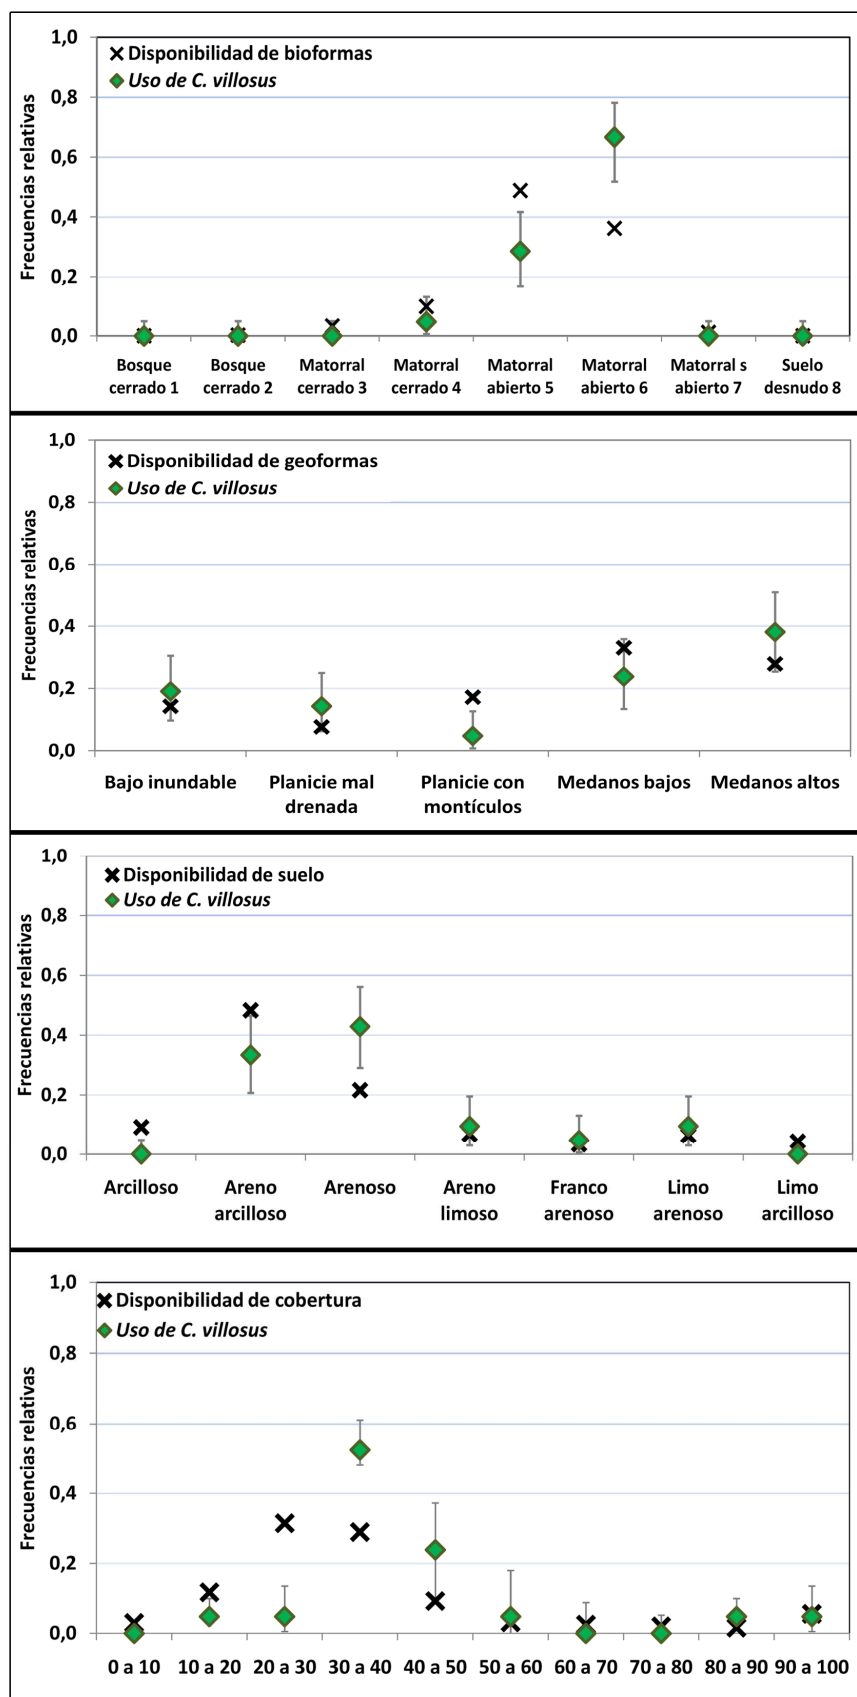 1,0
Disponibilidad de bioformas
Uso de C. villosus
0,8
0,6
0,4
0,2
0,0
Frecuencias relativas
Bosque cerrado 1
Bosque cerrado 2
Matorral cerrado 3
Matorral cerrado 4
Matorral abierto 5
Matorral abierto 6
Matorral s abierto 7
Suelo desnudo 8
1,0
Disponibilidad de geoformas
Uso de C. villosus
0,8
0,6
0,4
0,2
0,0
Frecuencias relativas
Bajo inundable
Planicie mal drenada
Planicie con montículos
Medanos bajos
Medanos altos
1,0
Disponibilidad de suelo
Uso de C. villosus
0,8
0,6
0,4
0,2
0,0
Frecuencias relativas
Arcilloso
Areno arcilloso
Arenoso
Areno limoso
Franco arenoso
Limo arenoso
Limo arcilloso
1,0
Disponibilidad de cobertura
Uso de C. villosus
0,8
0,6
0,4
0,2
0,0
Frecuencias relativas
0 a 10
10 a 20
20 a 30
30 a 40
40 a 50
50 a 60
60 a 70
70 a 80
80 a 90
90 a 100